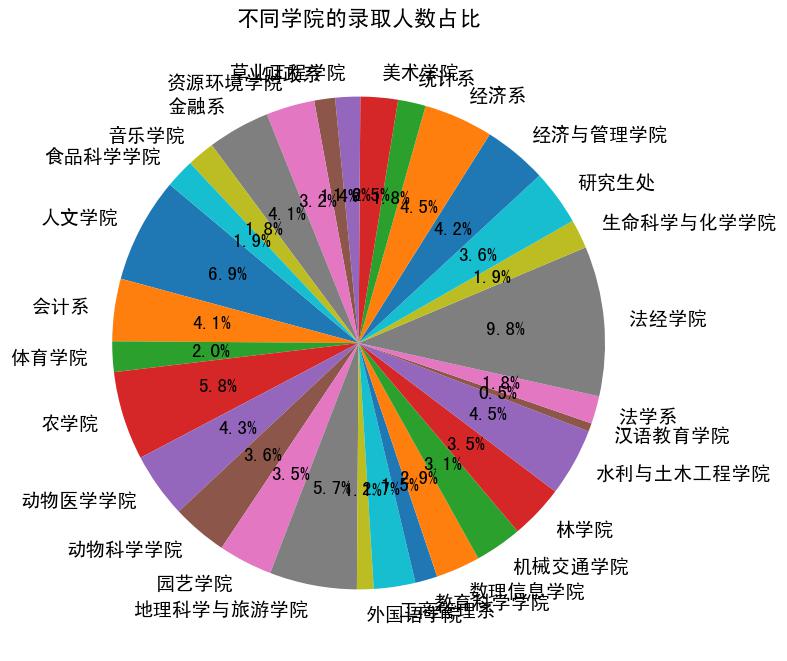 不同学院的录取人数占比
美术学院
统计系
经济系
经济与管理学院
研究生处
生命科学与化学学院
法经学院
法学系
汉语教育学院
水利与土木工程学院
林学院
机械交通学院
数理信息学院
教育科学学院
工商管理系
外国语学院
地理科学与旅游学院
园艺学院
动物科学学院
动物医学学院
农学院
体育学院
会计系
人文学院
食品科学学院
音乐学院
金融系
资源环境学院
1.8%
4.5%
4.2%
3.6%
1.9%
9.8%
1.8%
0.5%
4.5%
3.5%
3.1%
2.9%
5.7%
3.5%
3.6%
4.3%
5.8%
2.0%
4.1%
6.9%
1.9%
1.8%
4.1%
3.2%